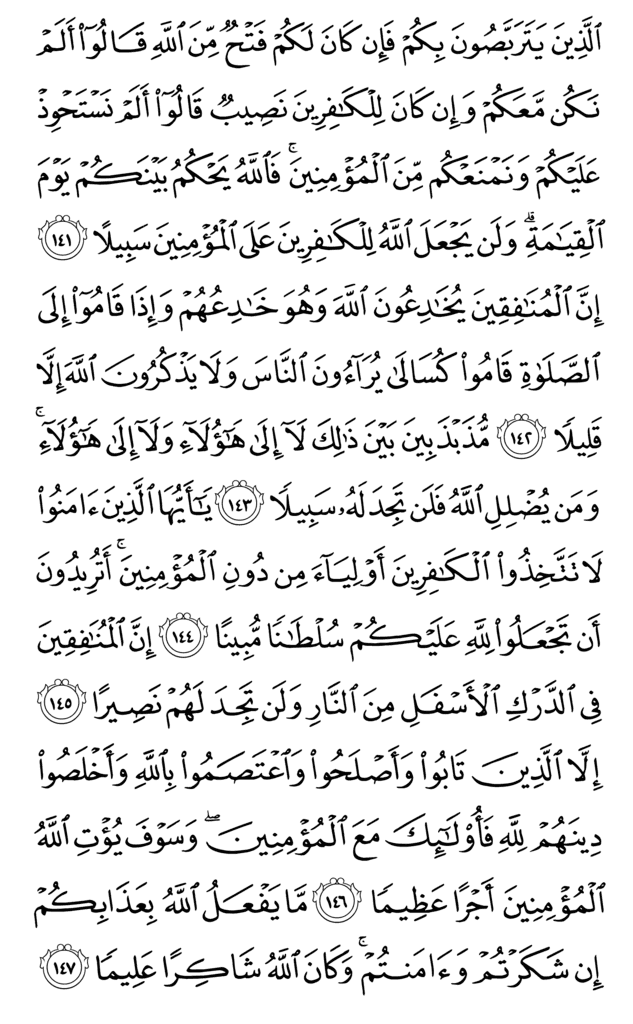 ٱلَّذِينَ يَتَرَبَّصُونَ بِكُمْ فَإِن كَانَ لَكُمْ فَتْحٌ مِّنَ ٱللَّهِ قَالُوٓا۟ أَلَمْ
نَكُن مَّعَكُمْ وَإِن كَانَ لِلْكَـٰفِرِينَ نَصِيبٌ قَالُوٓا۟ أَلَمْ نَسْتَحْوِذْ
عَلَيْكُمْ وَنَمْنَعْكُم مِّنَ ٱلْمُؤْمِنِينَ ۚ فَٱللَّهُ يَحْكُمُ بَيْنَكُمْ يَوْمَ
ٱلْقِيَـٰمَةِ ۗ وَلَن يَجْعَلَ ٱللَّهُ لِلْكَـٰفِرِينَ عَلَى ٱلْمُؤْمِنِينَ سَبِيلًا ١٤١
إِنَّ ٱلْمُنَـٰفِقِينَ يُخَـٰدِعُونَ ٱللَّهَ وَهُوَ خَـٰدِعُهُمْ وَإِذَا قَامُوٓا۟ إِلَى
ٱلصَّلَوٰةِ قَامُوا۟ كُسَالَىٰ يُرَآءُونَ ٱلنَّاسَ وَلَا يَذْكُرُونَ ٱللَّهَ إِلَّا
قَلِيلًا ١٤٢ مُّذَبْذَبِينَ بَيْنَ ذَٰلِكَ لَآ إِلَىٰ هَـٰٓؤُلَآءِ وَلَآ إِلَىٰ هَـٰٓؤُلَآءِ ۚ
وَمَن يُضْلِلِ ٱللَّهُ فَلَن تَجِدَ لَهُۥ سَبِيلًا ١٤٣ يَـٰٓأَيُّهَا ٱلَّذِينَ ءَامَنُوا۟
لَا تَتَّخِذُوا۟ ٱلْكَـٰفِرِينَ أَوْلِيَآءَ مِن دُونِ ٱلْمُؤْمِنِينَ ۚ أَتُرِيدُونَ
أَن تَجْعَلُوا۟ لِلَّهِ عَلَيْكُمْ سُلْطَـٰنًا مُّبِينًا ١٤٤ إِنَّ ٱلْمُنَـٰفِقِينَ
فِى ٱلدَّرْكِ ٱلْأَسْفَلِ مِنَ ٱلنَّارِ وَلَن تَجِدَ لَهُمْ نَصِيرًا ١٤٥
إِلَّا ٱلَّذِينَ تَابُوا۟ وَأَصْلَحُوا۟ وَٱعْتَصَمُوا۟ بِٱللَّهِ وَأَخْلَصُوا۟
دِينَهُمْ لِلَّهِ فَأُو۟لَـٰٓئِكَ مَعَ ٱلْمُؤْمِنِينَ ۖ وَسَوْفَ يُؤْتِ ٱللَّهُ
ٱلْمُؤْمِنِينَ أَجْرًا عَظِيمًا ١٤٦ مَّا يَفْعَلُ ٱللَّهُ بِعَذَابِكُمْ
إِن شَكَرْتُمْ وَءَامَنتُمْ ۚ وَكَانَ ٱللَّهُ شَاكِرًا عَلِيمًا ١٤٧